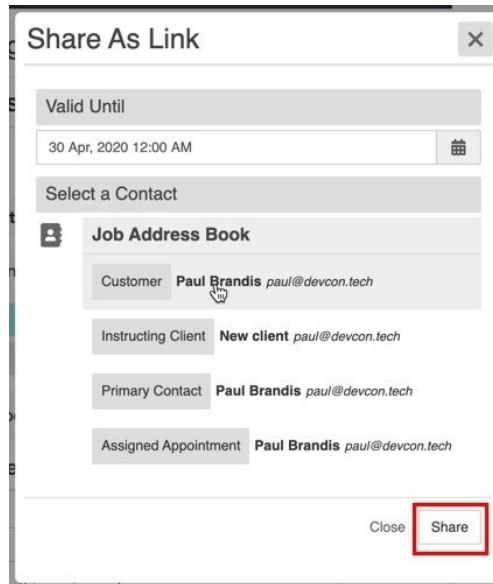 Share As Link
Valid Until
30 Apr, 2020 12:00 AM
Select a Contact
Job Address Book
Customer Paul Brandis paul@devcon.tech
Instructing Client New client paul@devcon.tech
Primary Contact Paul Brandis paul@devcon.tech
Assigned Appointment Paul Brandis paul@devcon.tech
Close Share